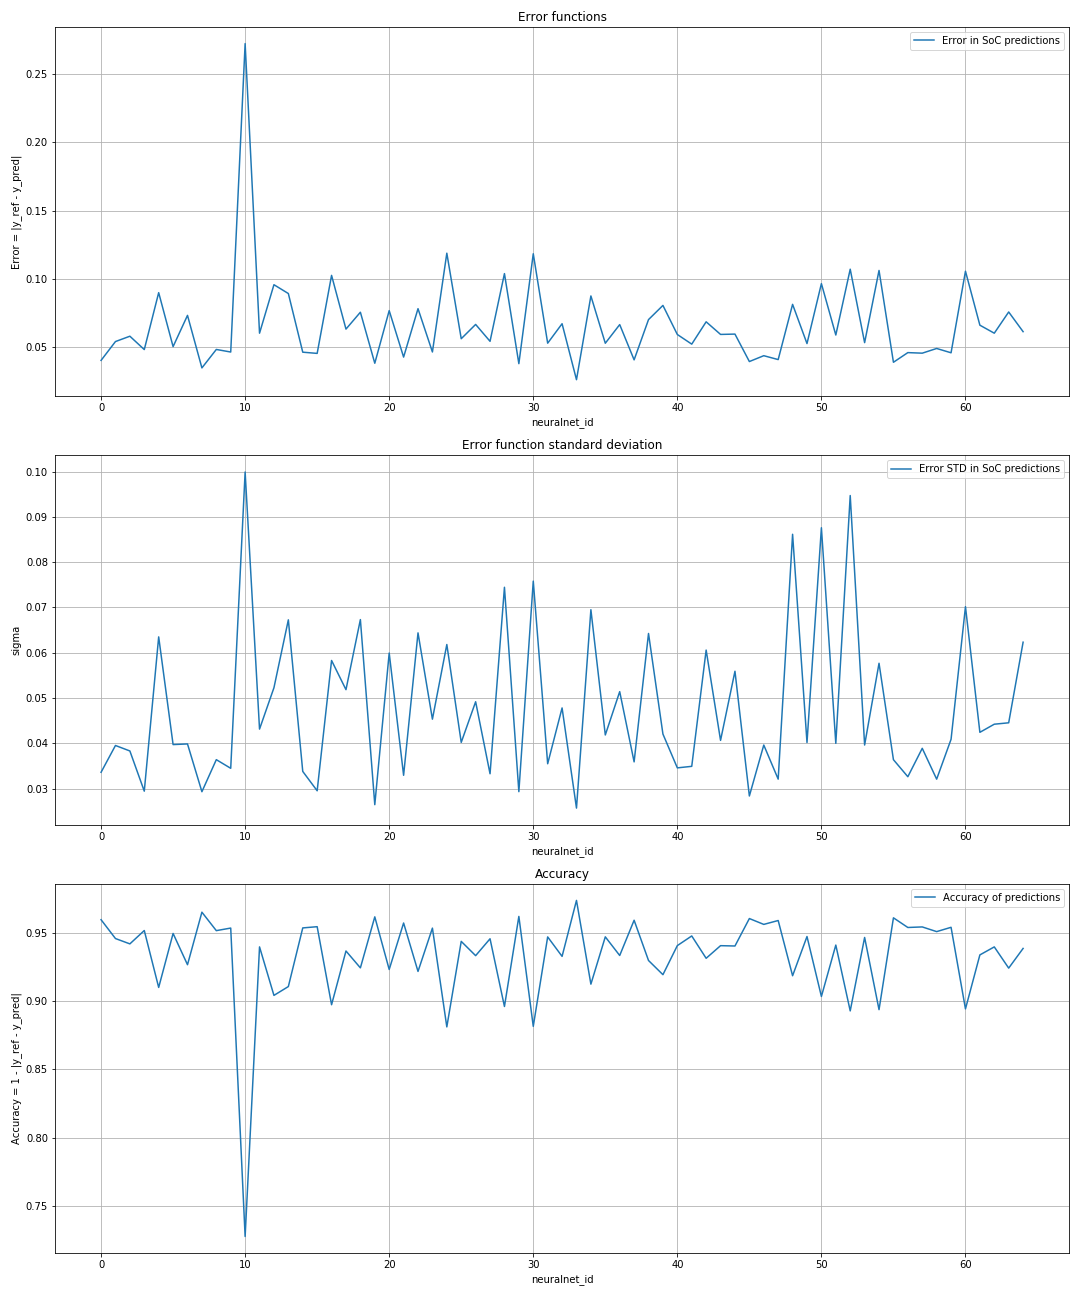 Error functions
Error in SoC predictions
Error = |y_ref - y_pred|
0.25
0.20
0.15
0.10
0.05
0 10 20 30 40 50 60
neuralnet_id
Error function standard deviation
Error STD in SoC predictions
sigma
0.10
0.09
0.08
0.07
0.06
0.05
0.04
0.03
0 10 20 30 40 50 60
neuralnet_id
Accuracy
Accuracy of predictions
Accuracy = 1 - |y_ref - y_pred|
0.95
0.90
0.85
0.80
0.75
0 10 20 30 40 50 60
neuralnet_id